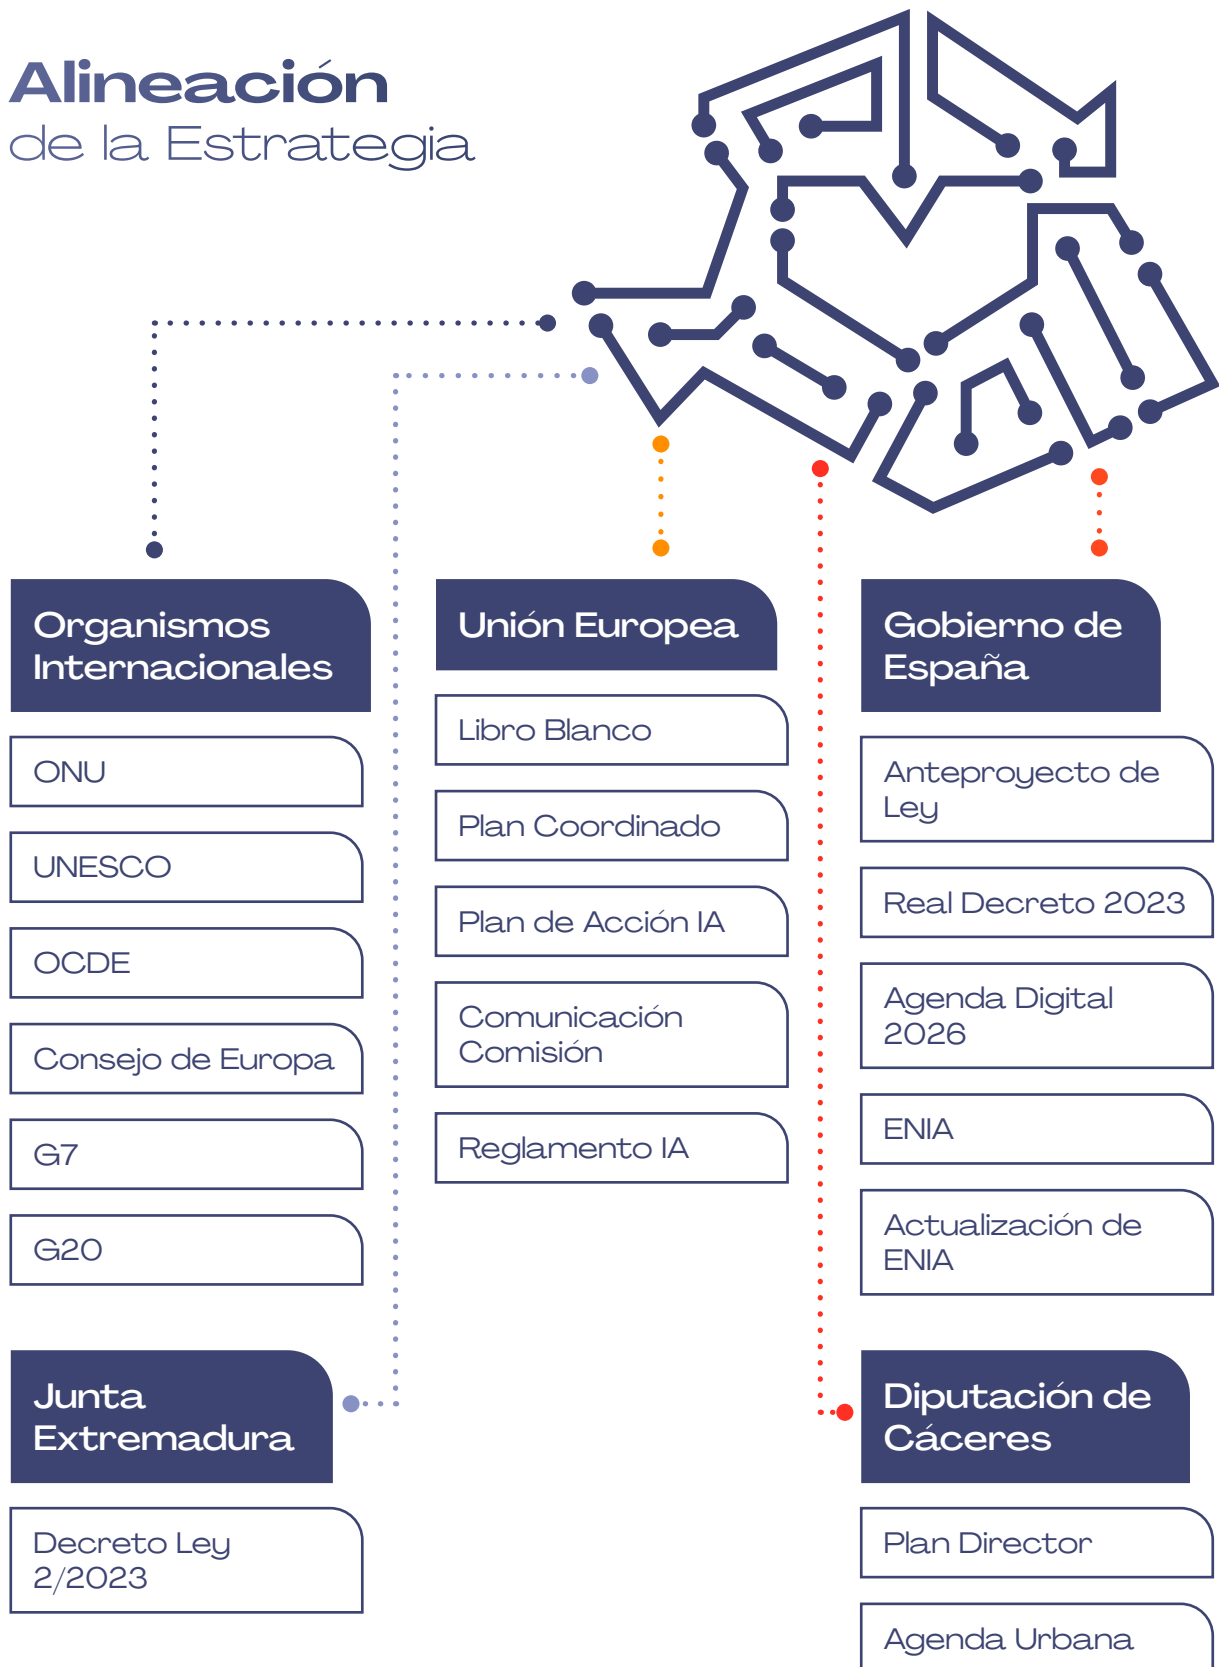 Alineación
de la Estrategia
Organismos
Internacionales
ONU
UNESCO
OCDE
Consejo de Europa
G7
G20
Junta
Extremadura
Decreto Ley
2/2023
Unión Europea
Libro Blanco
Plan Coordinado
Plan de Acción IA
Comunicación
Comisión
Reglamento IA
Gobierno de
España
Anteproyecto de
Ley
Real Decreto 2023
Agenda Digital
2026
ENIA
Actualización de
ENIA
Diputación de
Cáceres
Plan Director
Agenda Urbana